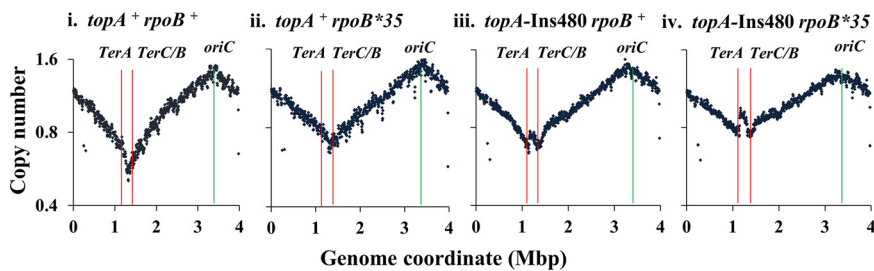 i. topA + rpoB +
ii. topA + rpoB*35
iii. topA-Ins480 rpoB +
iv. topA-Ins480 rpoB*35
TerA TerC/B oriC
TerA TerC/B oriC
TerA TerC/B oriC
TerA TerC/B oriC
Copy number
1.6
0.8
0.4
0 1 2 3 4
0 1 2 3 4
0 1 2 3 4
0 1 2 3 4
Genome coordinate (Mbp)